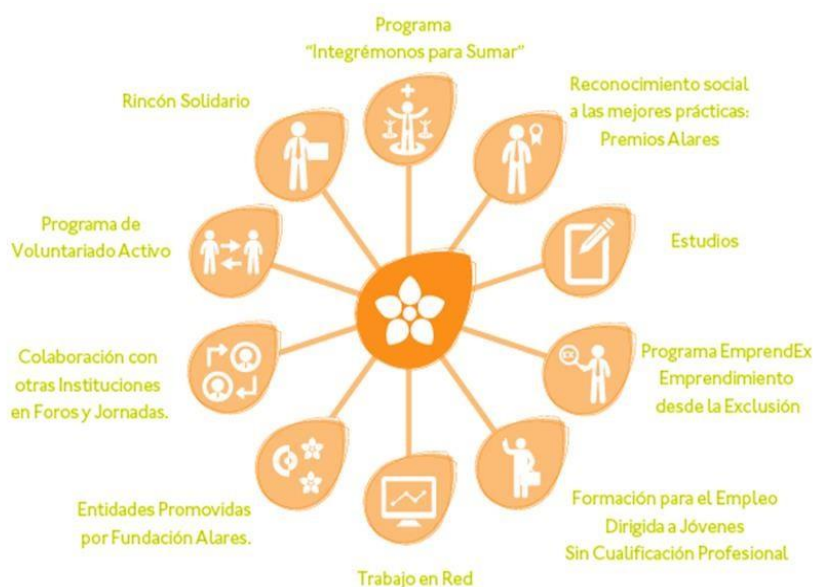 Programa
“Integrémonos para Sumar”
Reconocimiento social
a las mejores prácticas:
Premios Alares
Estudios
Programa EmprendEx
Emprendimiento
desde la Exclusión
Formación para el Empleo
Dirigida a Jóvenes
Sin Cualificación Profesional
Trabajo en Red
Entidades Promovidas
por Fundación Alares.
Colaboración con
otras Instituciones
en Foros y Jornadas.
Programa de
Voluntariado Activo
Rincón Solidario